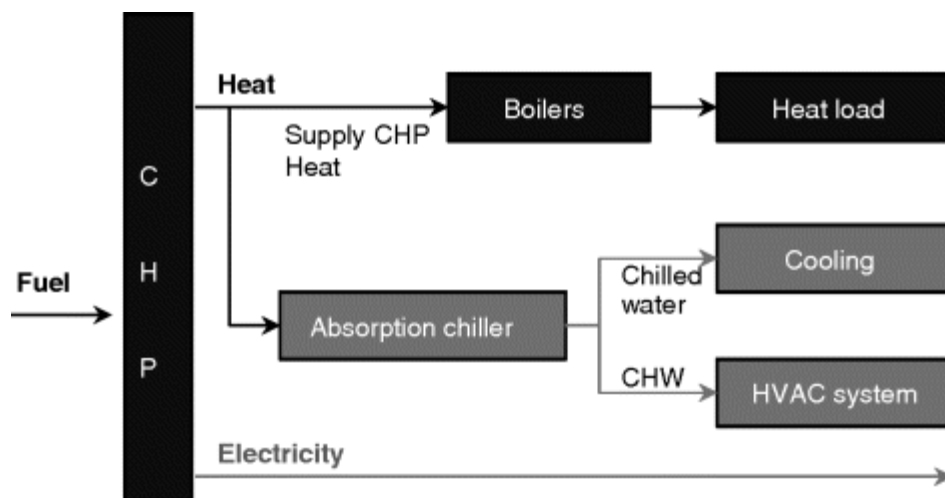 Heat
Boilers
Heat load
Supply CHP
Heat
C
H
P
Fuel
Absorption chiller
Chilled
water
Cooling
CHW
HVAC system
Electricity